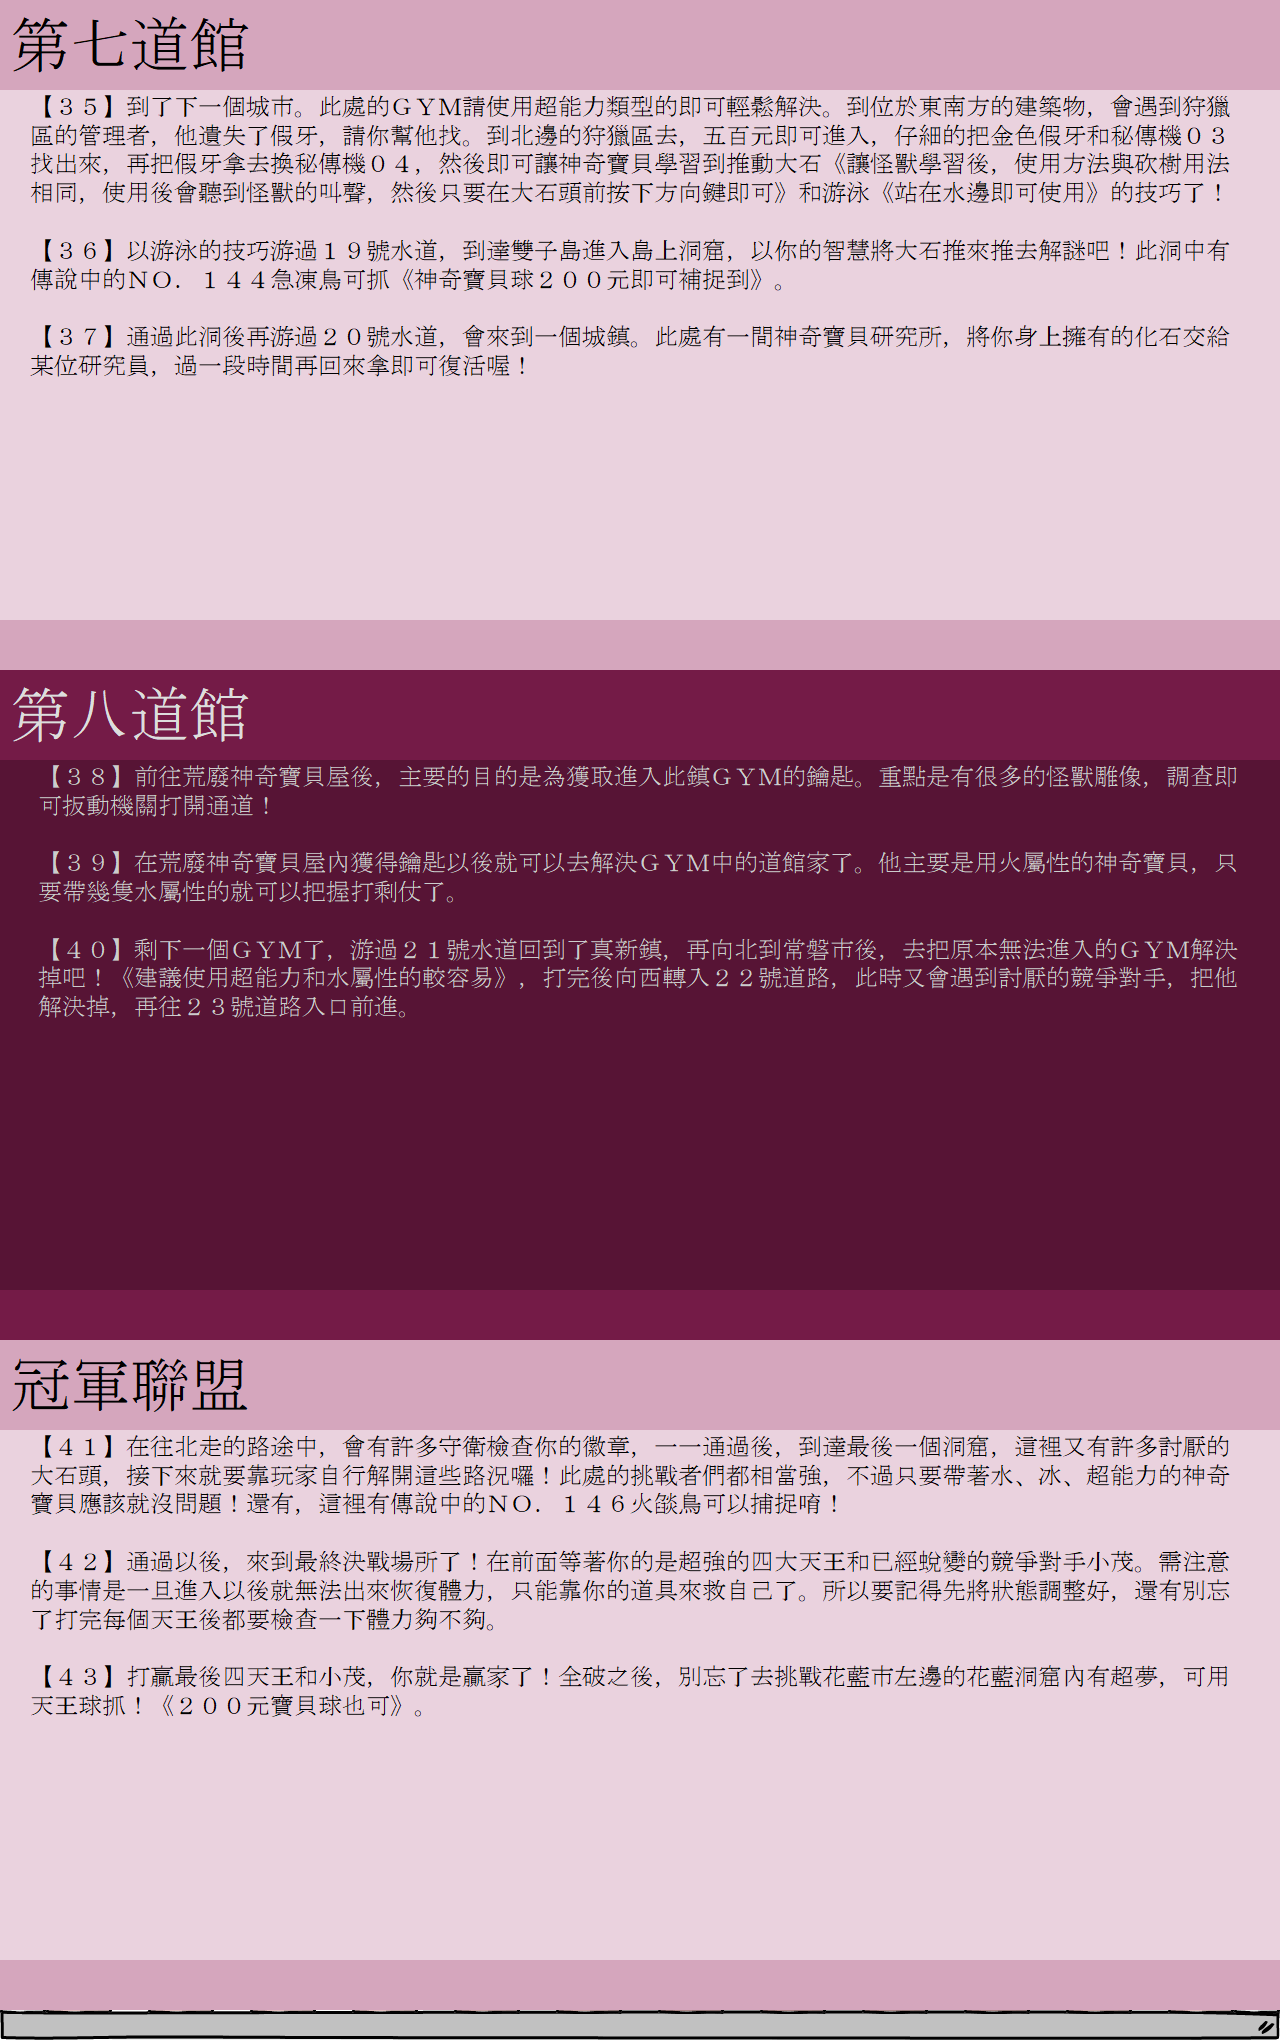 第七道館
【３５】到了下一個城市。此處的ＧＹＭ請使用超能力類型的即可輕鬆解決。到位於東南方的建築物，會遇到狩獵
區的管理者，他遺失了假牙，請你幫他找。到北邊的狩獵區去，五百元即可進入，仔細的把金色假牙和秘傳機０３
找出來，再把假牙拿去換秘傳機０４，然後即可讓神奇寶貝學習到推動大石《讓怪獸學習後，使用方法與砍樹用法
相同，使用後會聽到怪獸的叫聲，然後只要在大石頭前按下方向鍵即可》和游泳《站在水邊即可使用》的技巧了！
【３６】以游泳的技巧游過１９號水道，到達雙子島進入島上洞窟，以你的智慧將大石推來推去解謎吧！此洞中有
傳說中的ＮＯ．１４４急凍鳥可抓《神奇寶貝球２００元即可補捉到》。
【３７】通過此洞後再游過２０號水道，會來到一個城鎮。此處有一間神奇寶貝研究所，將你身上擁有的化石交給
某位研究員，過一段時間再回來拿即可復活喔！
第八道館
【３８】前往荒廢神奇寶貝屋後，主要的目的是為獲取進入此鎮ＧＹＭ的鑰匙。重點是有很多的怪獸雕像，調查即
可扳動機關打開通道！
【３９】在荒廢神奇寶貝屋內獲得鑰匙以後就可以去解決ＧＹＭ中的道館家了。他主要是用火屬性的神奇寶貝，只
要帶幾隻水屬性的就可以把握打剩仗了。
【４０】剩下一個ＧＹＭ了，游過２１號水道回到了真新鎮，再向北到常磐市後，去把原本無法進入的ＧＹＭ解決
掉吧！《建議使用超能力和水屬性的較容易》，打完後向西轉入２２號道路，此時又會遇到討厭的競爭對手，把他
解決掉，再往２３號道路入口前進。
冠軍聯盟
【４１】在往北走的路途中，會有許多守衛檢查你的徽章，一一通過後，到達最後一個洞窟，這裡又有許多討厭的
大石頭，接下來就要靠玩家自行解開這些路況囉！此處的挑戰者們都相當強，不過只要帶著水、冰、超能力的神奇
寶貝應該就沒問題！還有，這裡有傳說中的ＮＯ．１４６火燄鳥可以捕捉唷！
【４２】通過以後，來到最終決戰場所了！在前面等著你的是超強的四大天王和已經蛻變的競爭對手小茂。需注意
的事情是一旦進入以後就無法出來恢復體力，只能靠你的道具來救自己了。所以要記得先將狀態調整好，還有別忘
了打完每個天王後都要檢查一下體力夠不夠。
【４３】打贏最後四天王和小茂，你就是贏家了！全破之後，別忘了去挑戰花藍市左邊的花藍洞窟內有超夢，可用
天王球抓！《２００元寶貝球也可》。